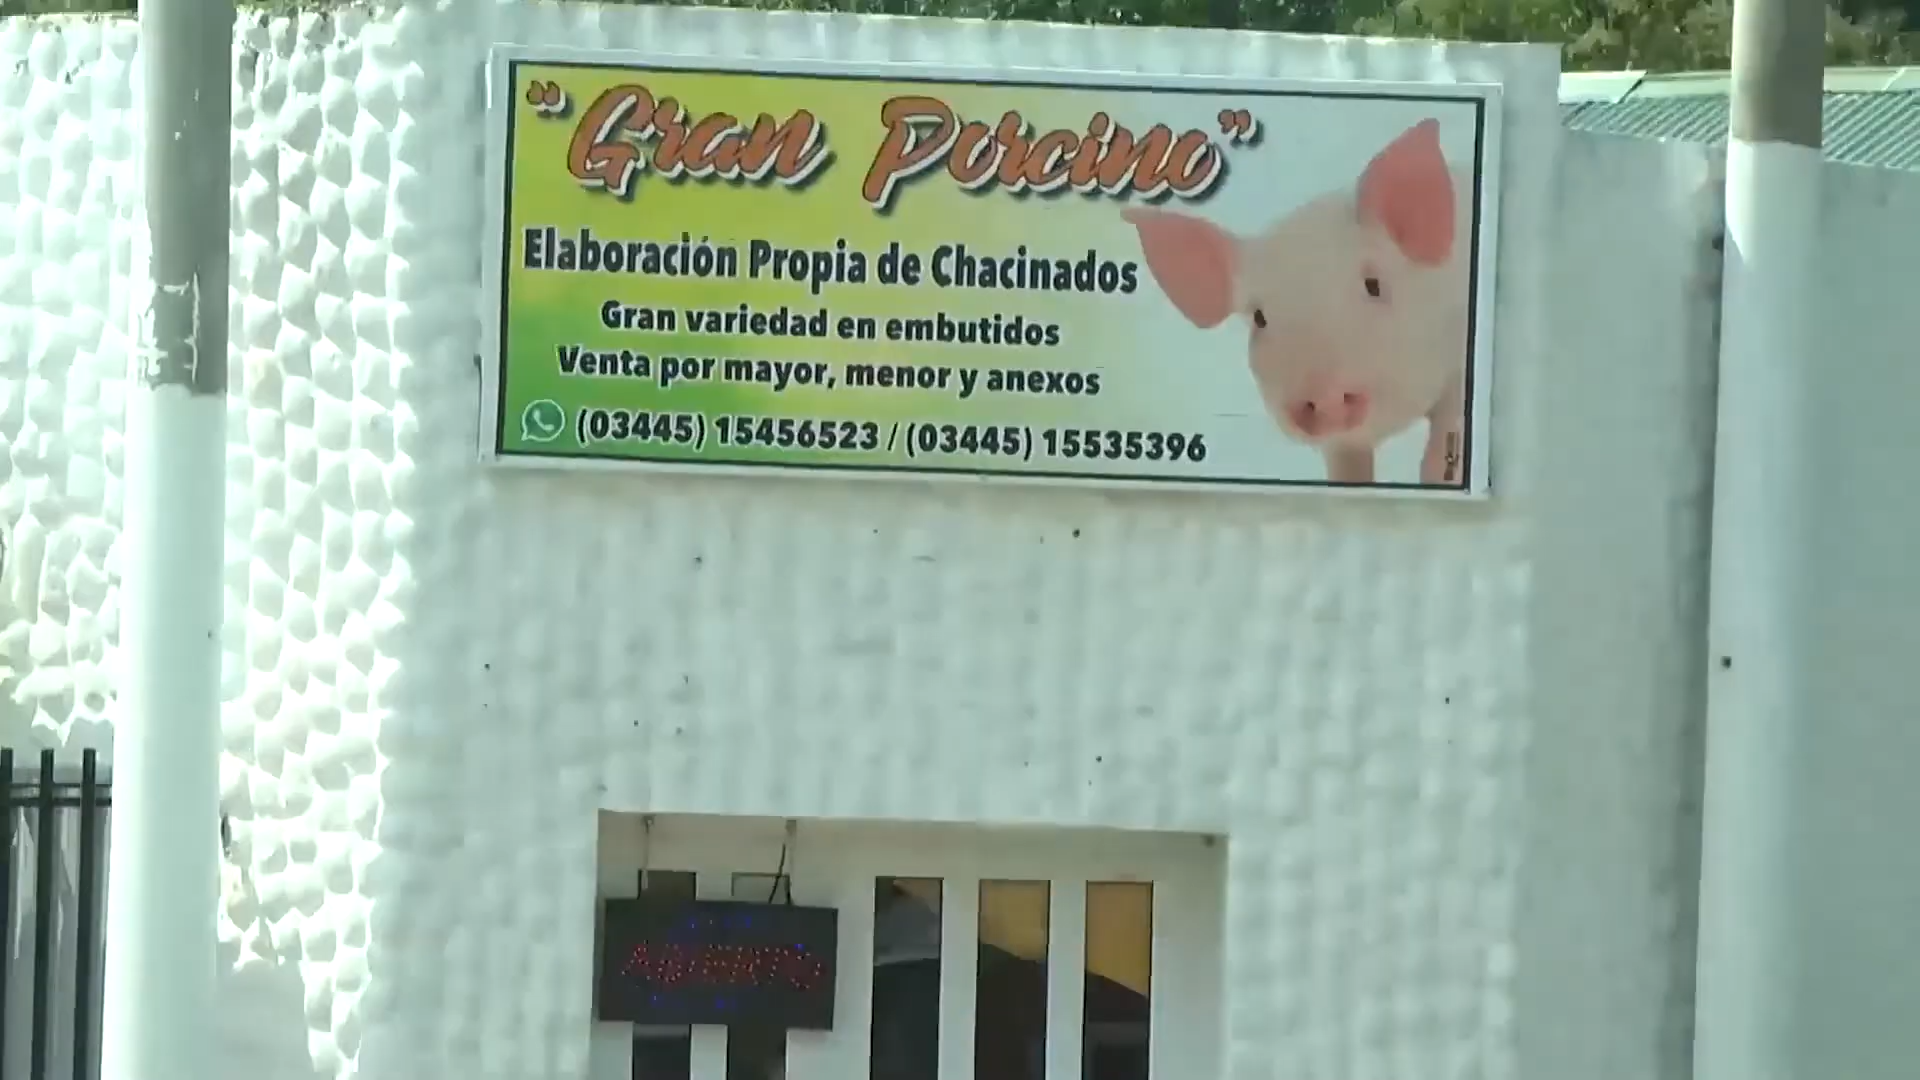 "Gran Porcino"
Elaboración Propia de Chacinados
Gran variedad en embutidos
Venta por mayor, menor y anexos
(03445) 15456523 / (03445) 15535396
ABIERTO